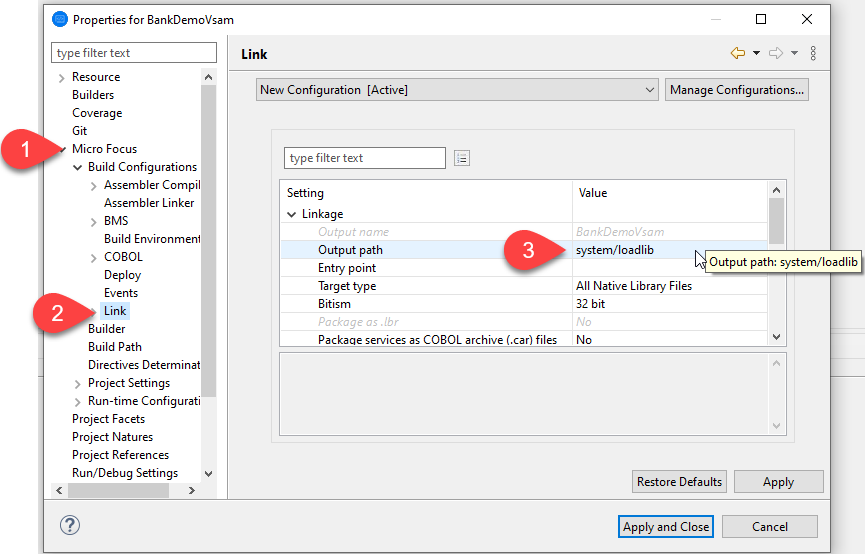 Properties for BankDemoVsam
type filter text
Resource
Builders
Coverage
Git
1
Micro Focus
Build Configurations
Assembler Compil
Assembler Linker
BMS
Build Environment
COBOL
Deploy
Events
2
Link
Builder
Build Path
Directives Determinat
Project Settings
Run-time Configurati
Project Facets
Project Natures
Project References
Run/Debug Settings
Link
New Configuration [Active]
Manage Configurations...
type filter text
Setting Value
Linkage
Output name BankDemoVsam
Output path 3 system/loadlib
Output path: system/loadlib
Entry point
Target type All Native Library Files
Bitism 32 bit
Package as .lbr No
Package services as COBOL archive (.car) files No
Restore Defaults Apply
? Apply and Close Cancel